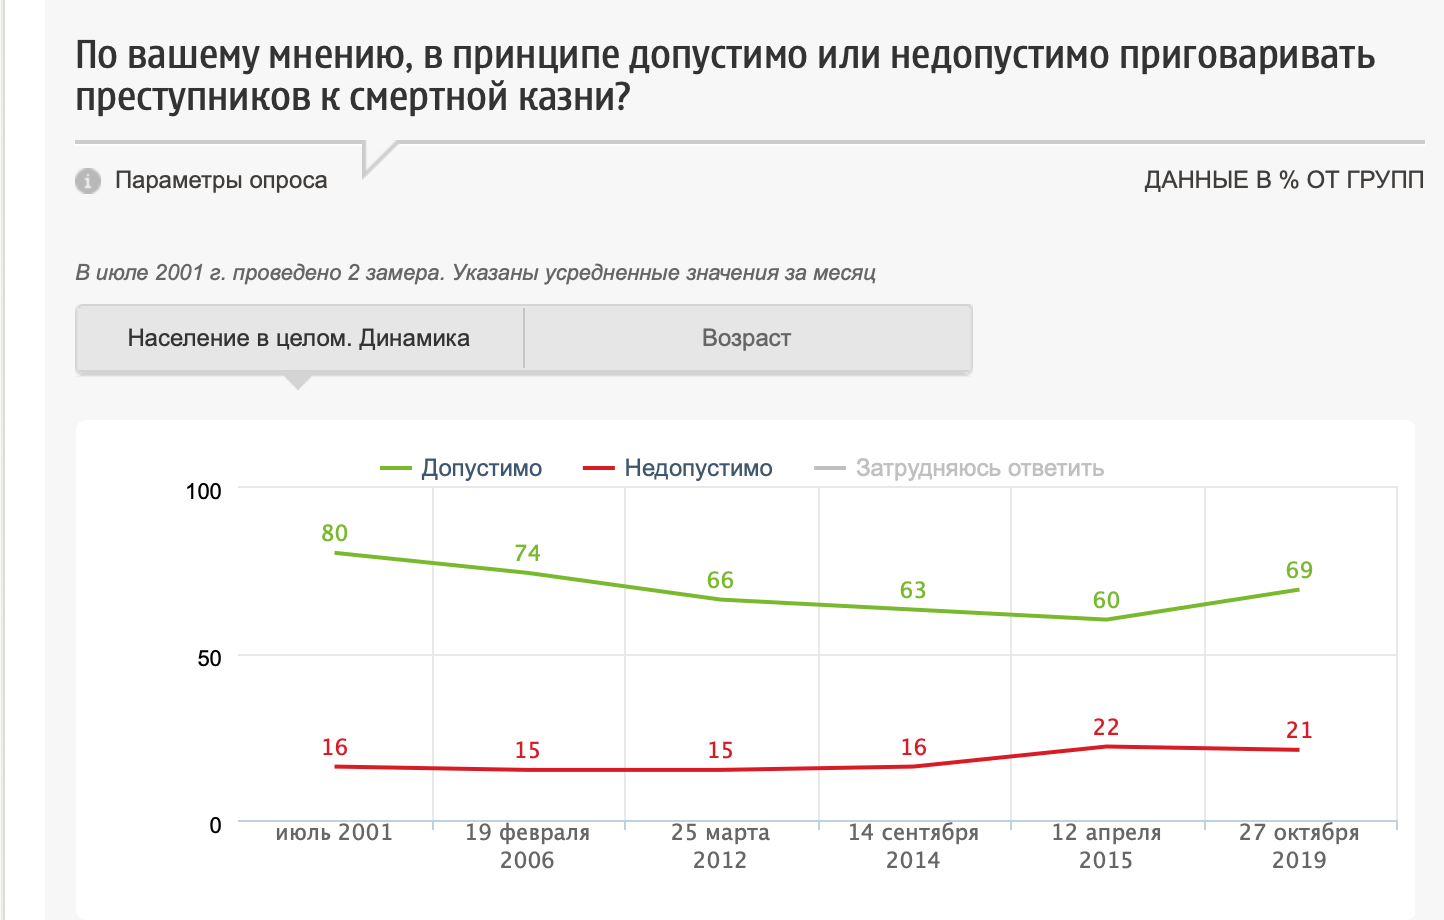 По вашему мнению, в принципе допустимо или недопустимо приговаривать
преступников к смертной казни?
Параметры опроса
ДАННЫЕ В % ОТ ГРУПП
В июле 2001 г. проведено 2 замера. Указаны усредненные значения за месяц
Население в целом. Динамика
Возраст
Допустимо
Недопустимо
Затрудняюсь ответить
100
80
74
66
63
60
69
50
16
15
15
16
22
21
0
июль 2001
19 февраля
2006
25 марта
2012
14 сентября
2014
12 апреля
2015
27 октября
2019